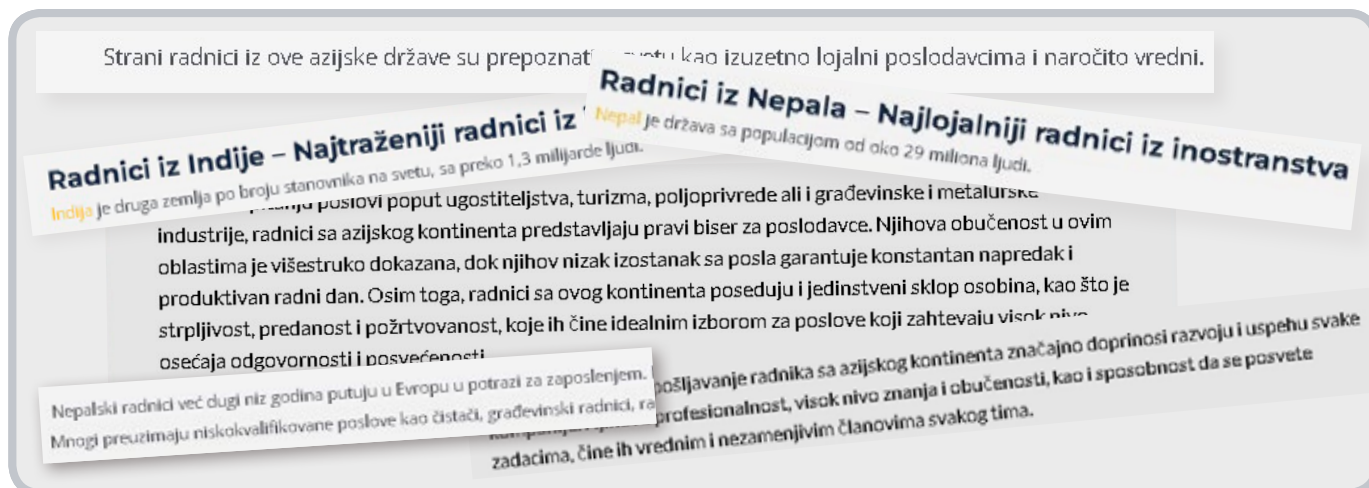 Strani radnici iz ove azijske države su prepoznati svetu kao izuzetno lojalni poslodavcima i naročito vredni.
Radnici iz Nepala – Najlojalniji radnici iz inostranstva
Nepal je država sa populacijom od oko 29 miliona ljudi.
Radnici iz Indije – Najtraženiji radnici iz
Indija je druga zemlja po broju stanovnika na svetu, sa preko 1,3 milijarde ljudi.
poslovi poput ugostiteljstva, turizma, poljoprivrede ali i građevinske i metalurske
industrije, radnici sa azijskog kontinenta predstavljaju pravi biser za poslodavce. Njihova obučenost u ovim
oblastima je višestruko dokazana, dok njihov nizak izostanak sa posla garantuje konstantan napredak i
produktivan radni dan. Osim toga, radnici sa ovog kontinenta poseduju i jedinstveni sklop osobina, kao što je
strpljivost, predanost i požrtvovanost, koje ih čine idealnim izborom za poslove koji zahtevaju visok nivo
osećaja odgovornosti i posvećenosti
Nepalski radnici već dugi niz godina putuju u Evropu u potrazi za zaposlenjem.
Mnogi preuzimaju niskokvalifikovane poslove kao čistači, građevinski radnici, ra
pošljavanje radnika sa azijskog kontinenta značajno doprinosi razvoju i uspehu svake
profesionalnost, visok nivo znanja i obučenosti, kao i sposobnost da se posvete
zadacima, čine ih vrednim i nezamenjivim članovima svakog tima.